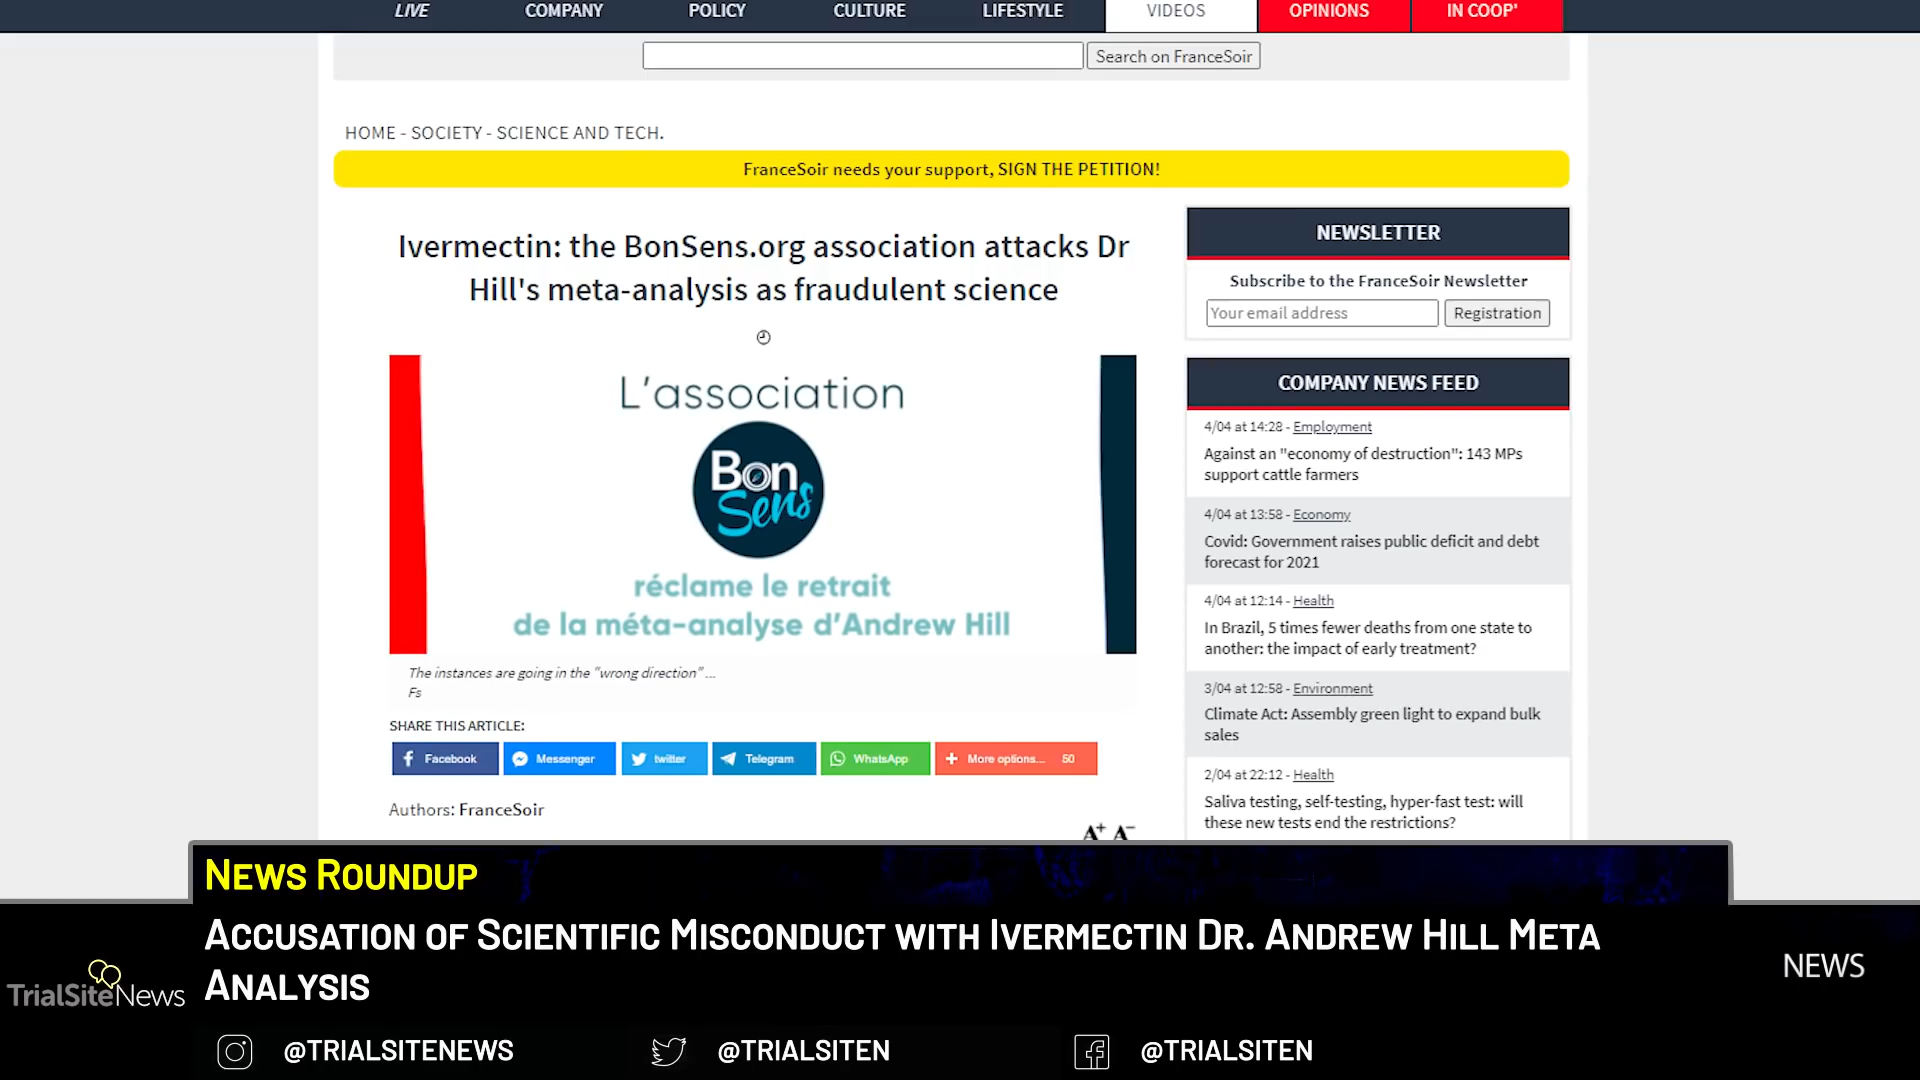 LIVE COMPANY POLICY CULTURE LIFESTYLE VIDEOS OPINIONS IN COOP'
Search on FranceSoir
HOME - SOCIETY - SCIENCE AND TECH.
FranceSoir needs your support, SIGN THE PETITION!
Ivermectin: the BonSens.org association attacks Dr
Hill's meta-analysis as fraudulent science
L'association
Bon
Sens
réclame le retrait
de la méta-analyse d'Andrew Hill
The instances are going in the "wrong direction" ...
Fs
SHARE THIS ARTICLE:
Facebook Messenger twitter Telegram WhatsApp More options... 50
Authors: FranceSoir
A+ A-
NEWSLETTER
Subscribe to the FranceSoir Newsletter
Your email address Registration
COMPANY NEWS FEED
4/04 at 14:28 - Employment
Against an "economy of destruction": 143 MPs
support cattle farmers
4/04 at 13:58 - Economy
Covid: Government raises public deficit and debt
forecast for 2021
4/04 at 12:14 - Health
In Brazil, 5 times fewer deaths from one state to
another: the impact of early treatment?
3/04 at 12:58 - Environment
Climate Act: Assembly green light to expand bulk
sales
2/04 at 22:12 - Health
Saliva testing, self-testing, hyper-fast test: will
these new tests end the restrictions?
NEWS ROUNDUP
ACCUSATION OF SCIENTIFIC MISCONDUCT WITH IVERMECTIN DR. ANDREW HILL META
ANALYSIS
TrialSiteNews
NEWS
@TRIALSITENEWS @TRIALSITEN @TRIALSITEN